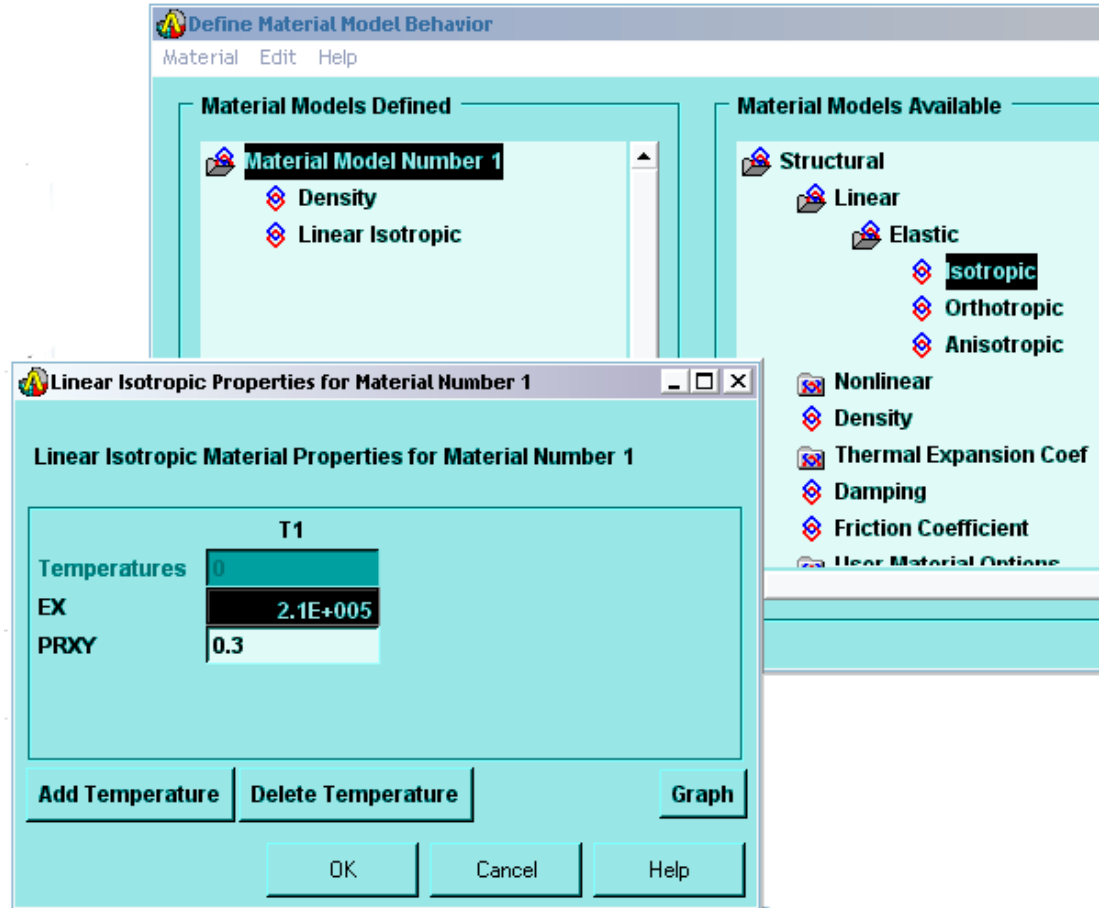 Define Material Model Behavior
Material Edit Help
Material Models Defined
Material Model Number 1
Density
Linear Isotropic
Material Models Available
Structural
Linear
Elastic
Isotropic
Orthotropic
Anisotropic
Nonlinear
Density
Thermal Expansion Coef
Damping
Friction Coefficient
User Material Options
Linear Isotropic Properties for Material Number 1
Linear Isotropic Material Properties for Material Number 1
T1
Temperatures 0
EX 2.1E+005
PRXY 0.3
Add Temperature Delete Temperature Graph
OK Cancel Help